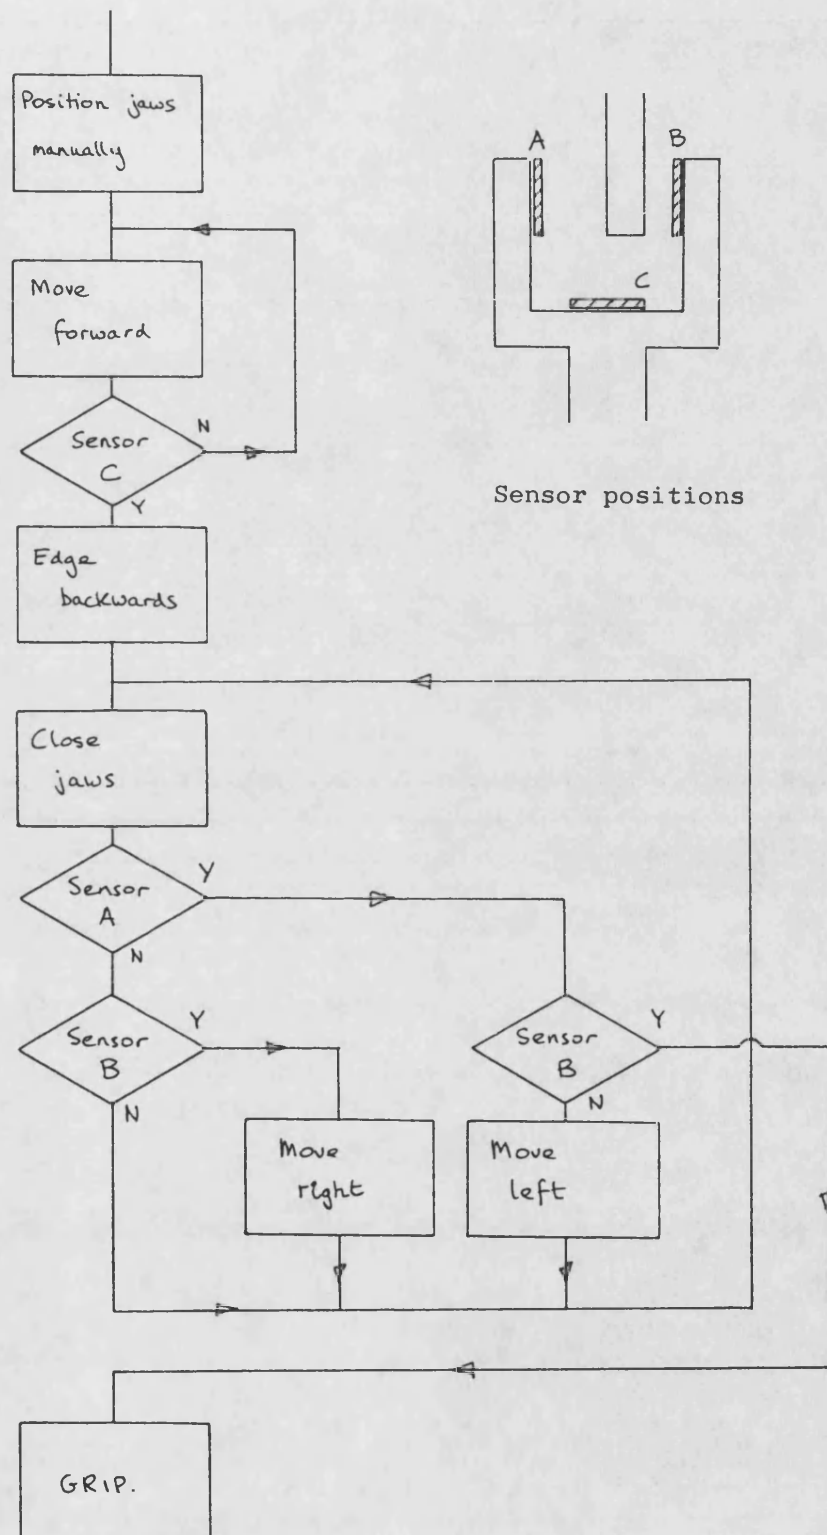 Position jaws
manually
Move
forward
Sensor
C
N
Y
A
B
C
Sensor positions
Edge
backwards
Close
jaws
Sensor
A
Y
N
Sensor
B
Y
N
Sensor
B
Y
N
Move
right
Move
left
GRIP.